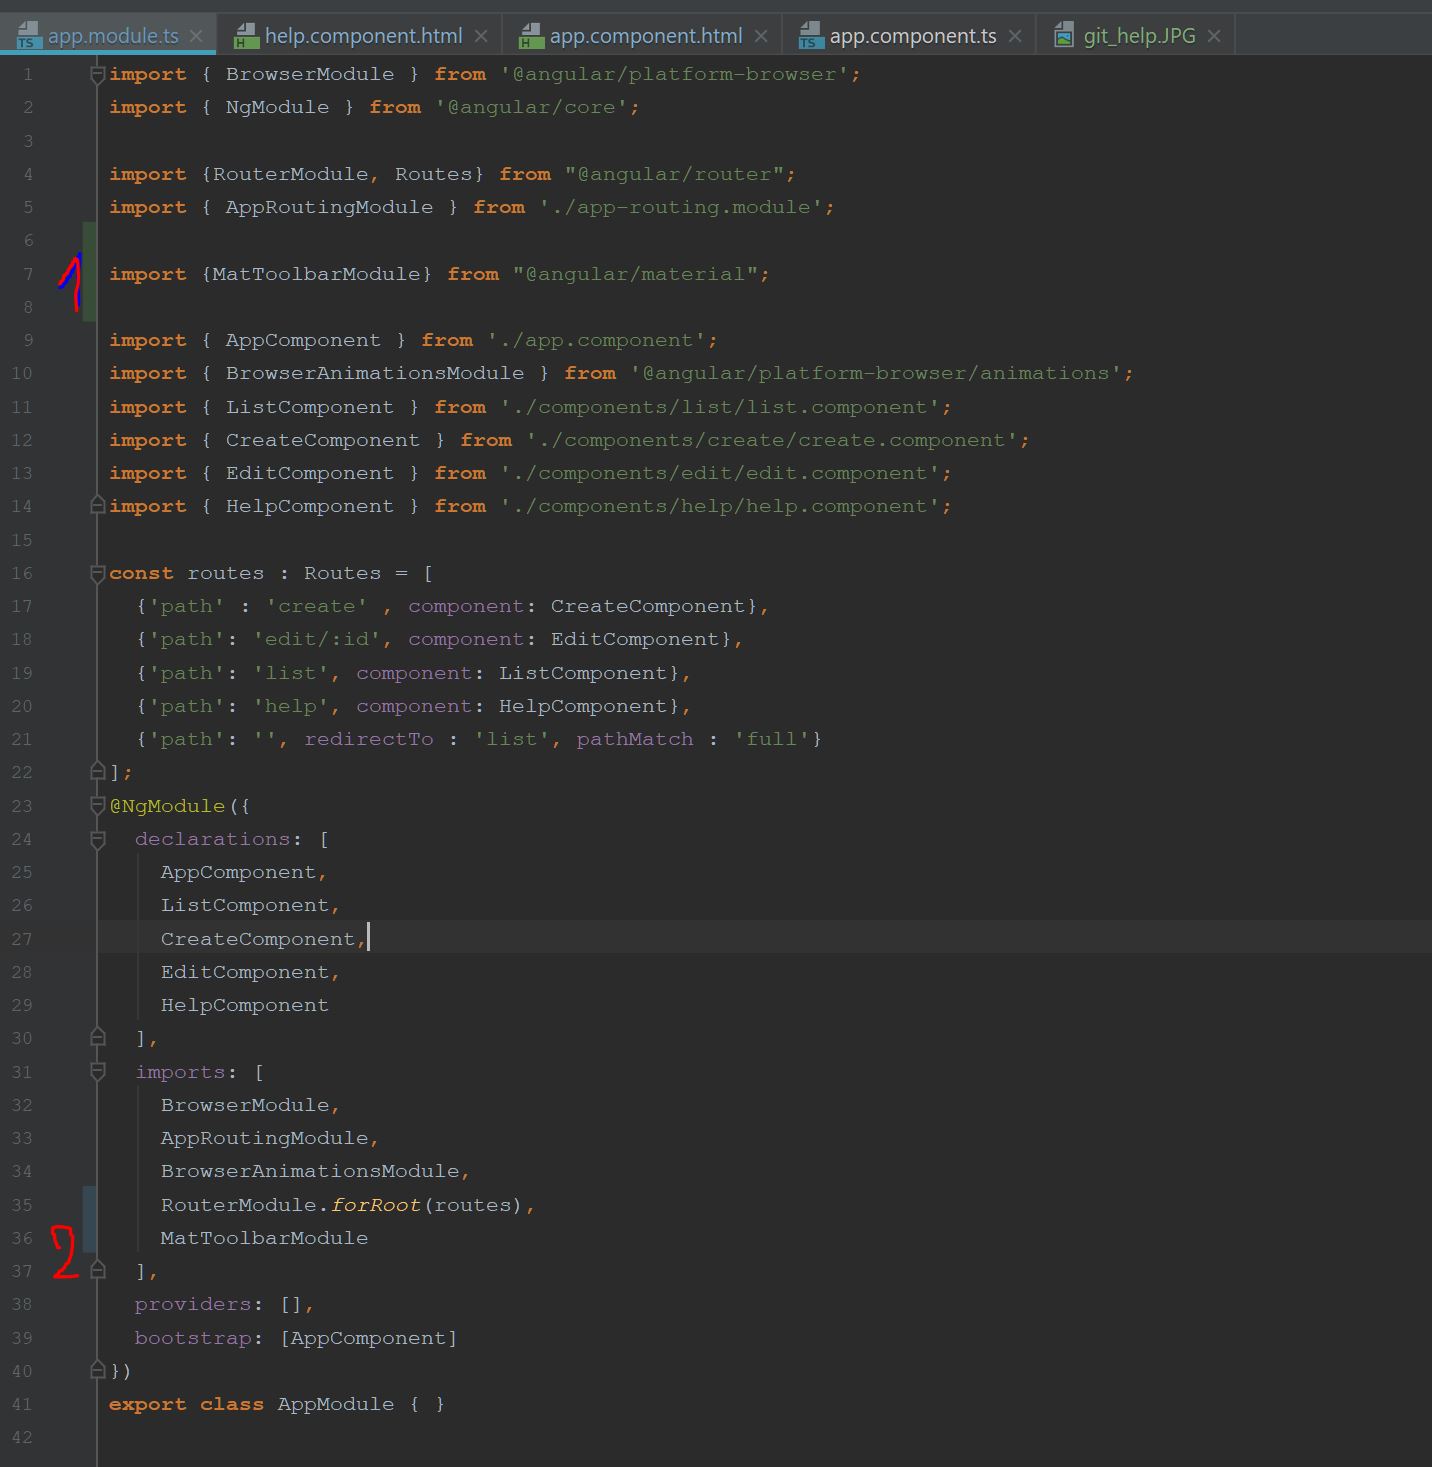 app.module.ts help.component.html app.component.html app.component.ts git_help.JPG
1 import { BrowserModule } from '@angular/platform-browser';
2 import { NgModule } from '@angular/core';
3
4 import {RouterModule, Routes} from "@angular/router";
5 import { AppRoutingModule } from './app-routing.module';
6
1
7 import {MatToolbarModule} from "@angular/material";
8
9 import { AppComponent } from './app.component';
10 import { BrowserAnimationsModule } from '@angular/platform-browser/animations';
11 import { ListComponent } from './components/list/list.component';
12 import { CreateComponent } from './components/create/create.component';
13 import { EditComponent } from './components/edit/edit.component';
14 import { HelpComponent } from './components/help/help.component';
15
16 const routes : Routes = [
17 {'path' : 'create' , component: CreateComponent},
18 {'path': 'edit/:id', component: EditComponent},
19 {'path': 'list', component: ListComponent},
20 {'path': 'help', component: HelpComponent},
21 {'path': '', redirectTo : 'list', pathMatch : 'full'}
22 ];
23 @NgModule({
24 declarations: [
25 AppComponent,
26 ListComponent,
27 CreateComponent,
28 EditComponent,
29 HelpComponent
30 ],
31 imports: [
32 BrowserModule,
33 AppRoutingModule,
34 BrowserAnimationsModule,
35 RouterModule.forRoot(routes),
36 MatToolbarModule
2
37 ],
38 providers: [],
39 bootstrap: [AppComponent]
40 })
41 export class AppModule { }
42